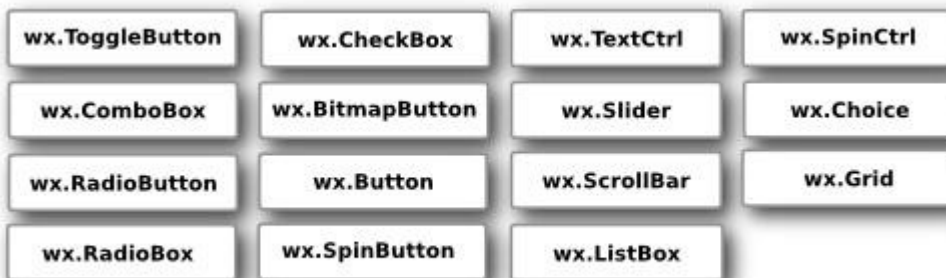 wx.ToggleButton
wx.CheckBox
wx.TextCtrl
wx.SpinCtrl
wx.ComboBox
wx.BitmapButton
wx.Slider
wx.Choice
wx.RadioButton
wx.Button
wx.ScrollBar
wx.Grid
wx.RadioBox
wx.SpinButton
wx.ListBox